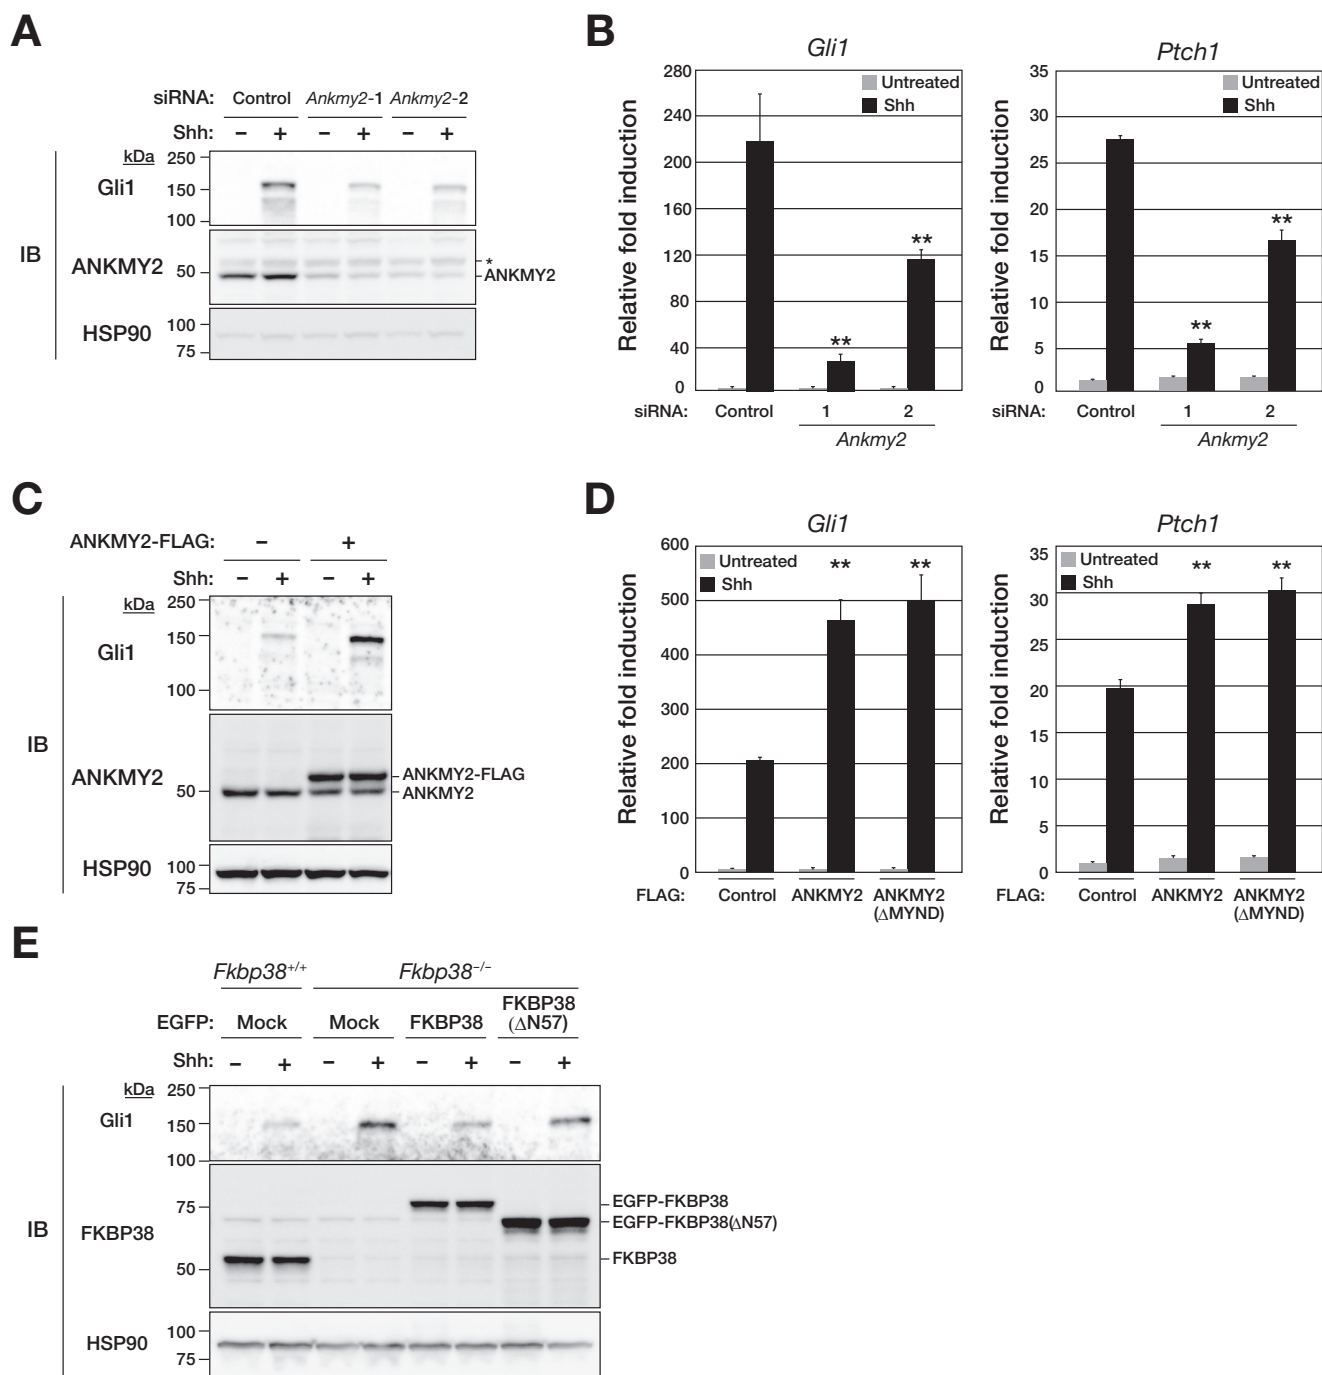 A
siRNA: Control Ankmy2-1 Ankmy2-2
Shh: − + − + − +
kDa
250
Gli1
150
100
IB
ANKMY2
50
*
ANKMY2
HSP90
100
75
B
Gli1
Relative fold induction
280
240
200
160
120
80
40
0
Untreated
Shh
**
**
siRNA: Control 1 2
Ankmy2
Ptch1
Relative fold induction
35
30
25
20
15
10
5
0
Untreated
Shh
**
**
siRNA: Control 1 2
Ankmy2
C
ANKMY2-FLAG: − +
Shh: − + − +
kDa
250
150
Gli1
100
IB
ANKMY2
50
ANKMY2-FLAG
ANKMY2
HSP90
100
75
D
Gli1
Relative fold induction
600
500
400
300
200
100
0
Untreated
Shh
** **
FLAG: Control ANKMY2 ANKMY2
(ΔMYND)
Ptch1
Relative fold induction
35
30
25
20
15
10
5
0
Untreated
Shh
** **
FLAG: Control ANKMY2 ANKMY2
(ΔMYND)
E
Fkbp38+/+ Fkbp38−/−
EGFP: Mock Mock FKBP38 FKBP38
(ΔN57)
Shh: − + − + − + − +
kDa
250
Gli1
150
100
IB
FKBP38
75
50
EGFP-FKBP38
EGFP-FKBP38(ΔN57)
FKBP38
HSP90
100
75